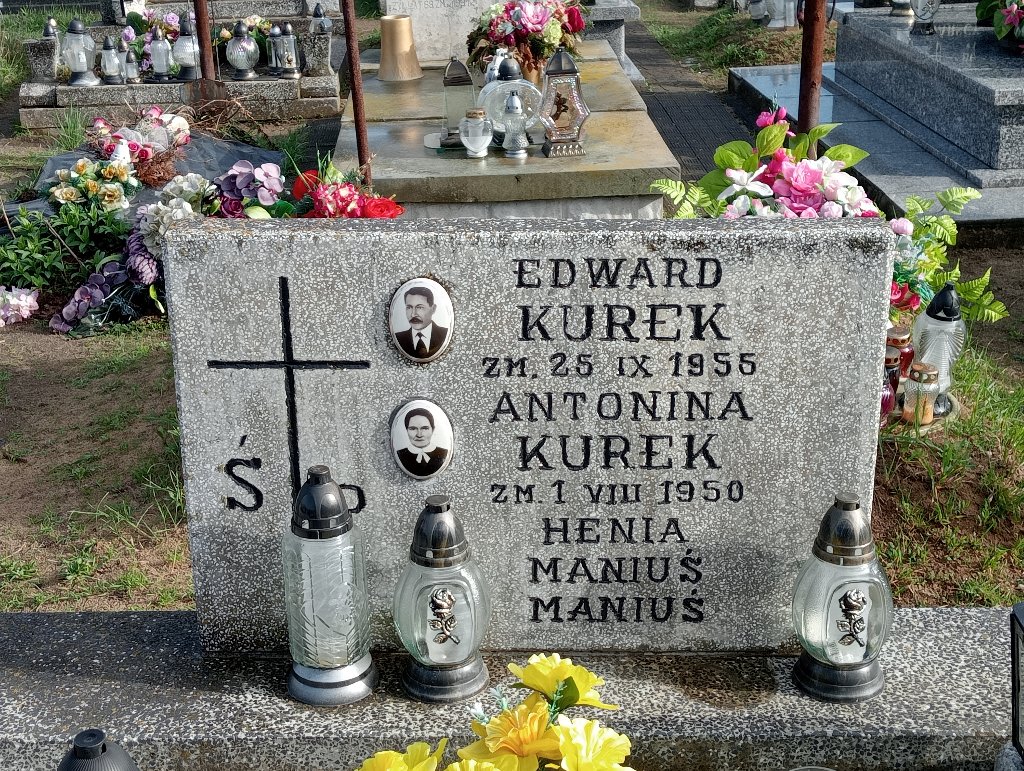 EDWARD
KUREK
ZM. 25 IX 1955
ANTONINA
KUREK
ZM. 1 VIII 1950
HENIA
MANIUŚ
MANIUŚ
Ś p